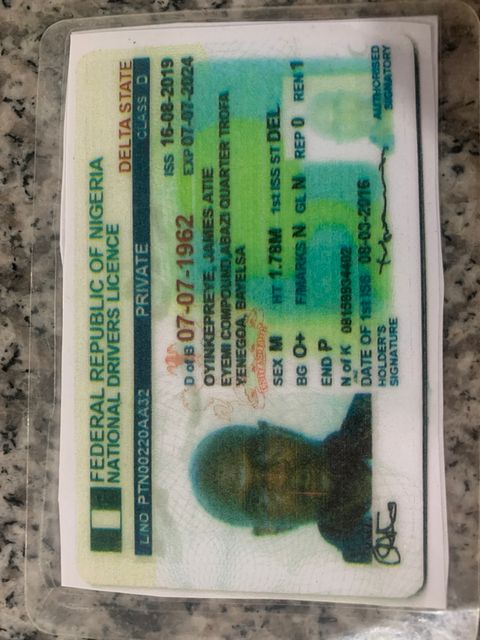 FEDERAL REPUBLIC OF NIGERIA
NATIONAL DRIVERS LICENCE
DELTA STATE
L/NO PTN00220AA32 PRIVATE CLASS D
ISS 16-08-2019
D of B 07-07-1962 EXP 07-07-2024
OYINKEPREYE, JAMES ATIE
EYEMI COMPOUND,ABAZI QUARTER TROFA
YENEGOA, BAYELSA
SEX M HT 1.78M 1st ISS ST DEL
BG O+ F/MARKS N GL N REP 0 REN 1
END P
N of K 08158934402
DATE OF 1st ISS 08-03-2016
HOLDER'S
SIGNATURE
AUTHORISED
SIGNATORY